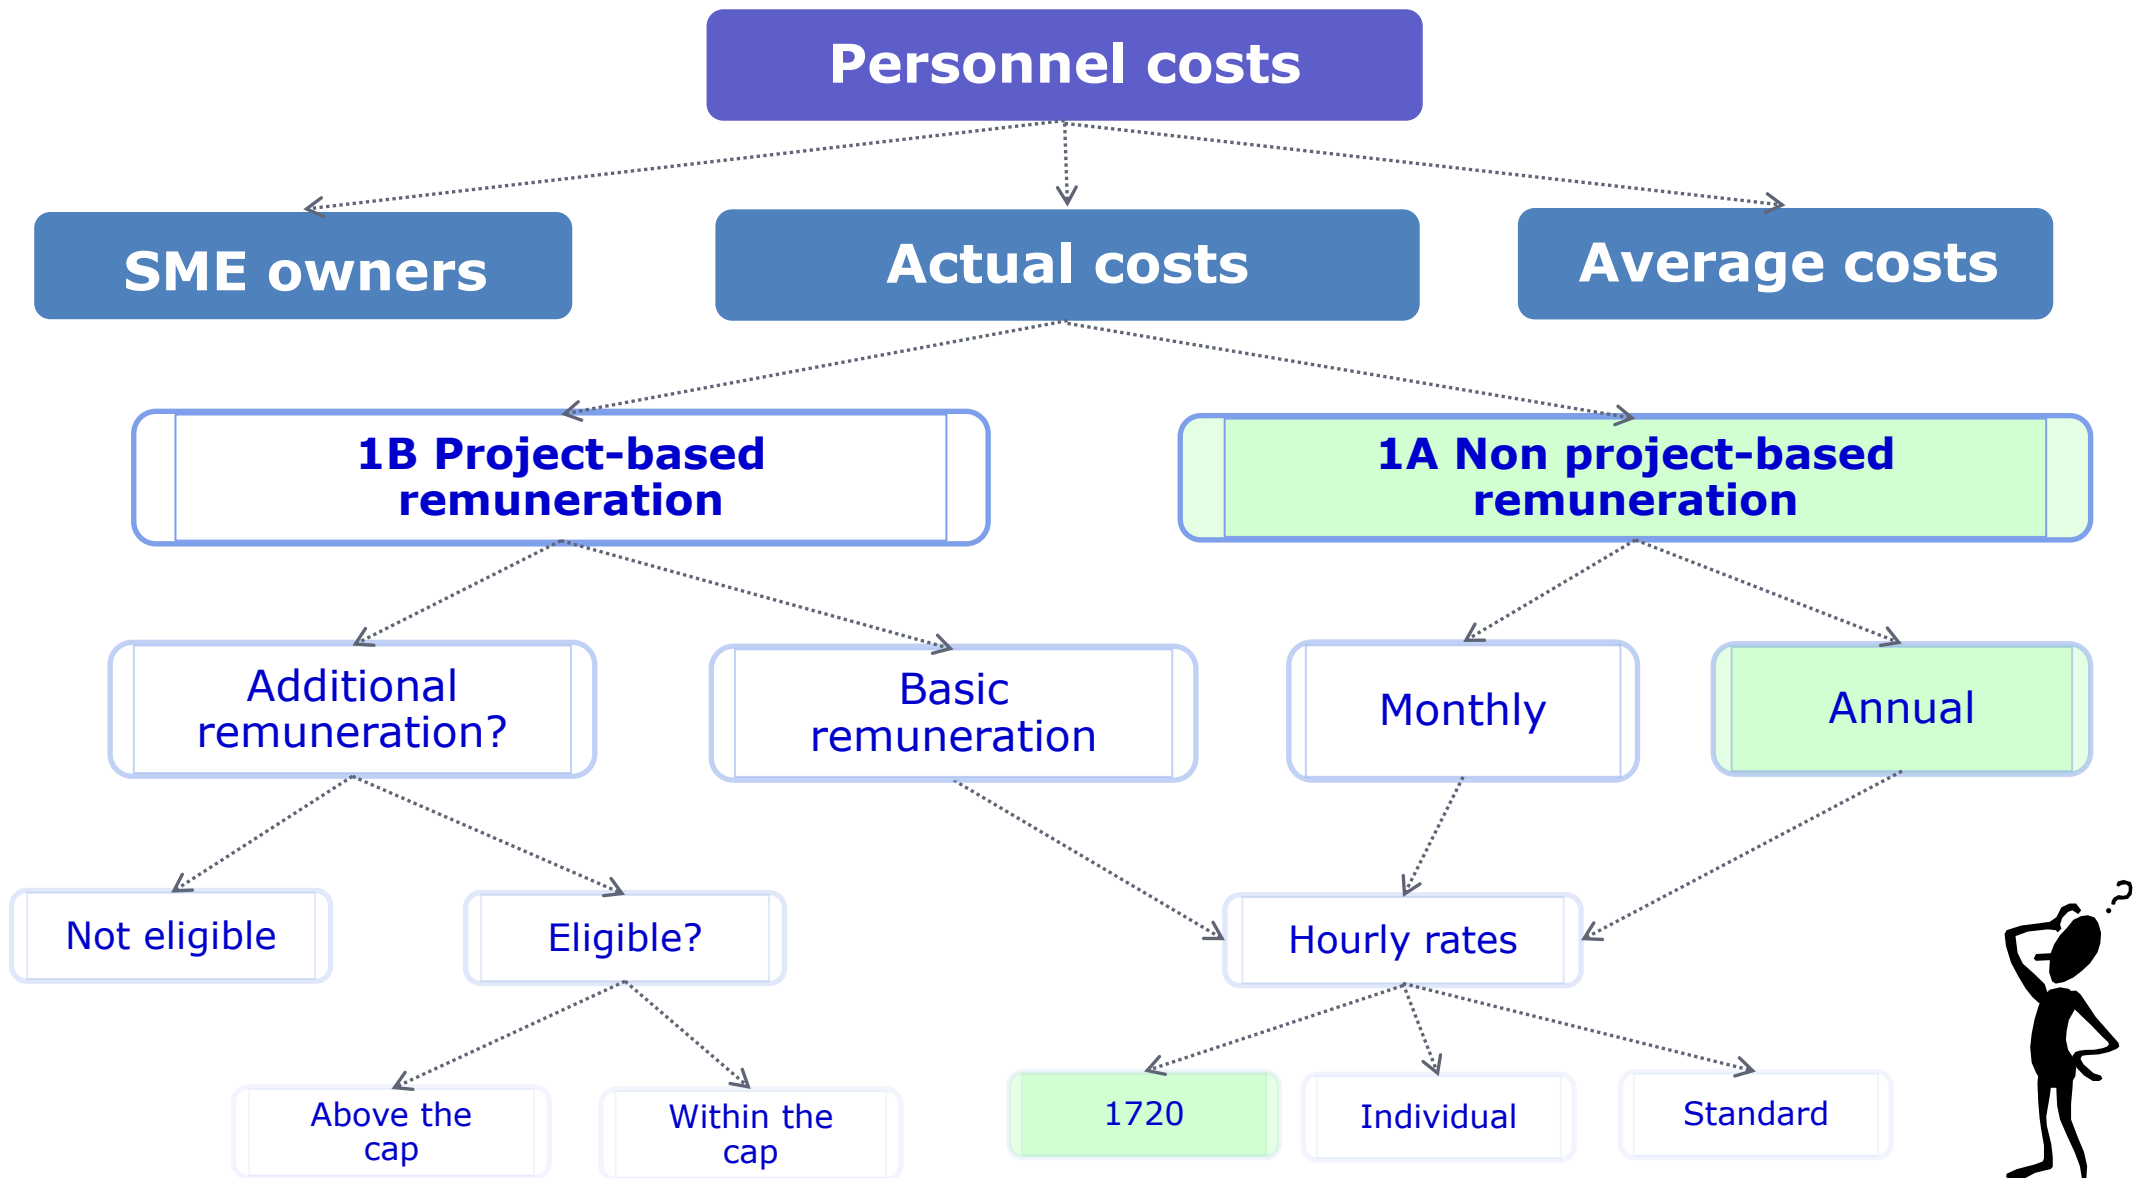 Personnel costs
SME owners
Actual costs
Average costs
1B Project-based
remuneration
1A Non project-based
remuneration
Additional
remuneration?
Basic
remuneration
Monthly
Annual
Not eligible
Eligible?
Hourly rates
?
Above the
cap
Within the
cap
1720
Individual
Standard